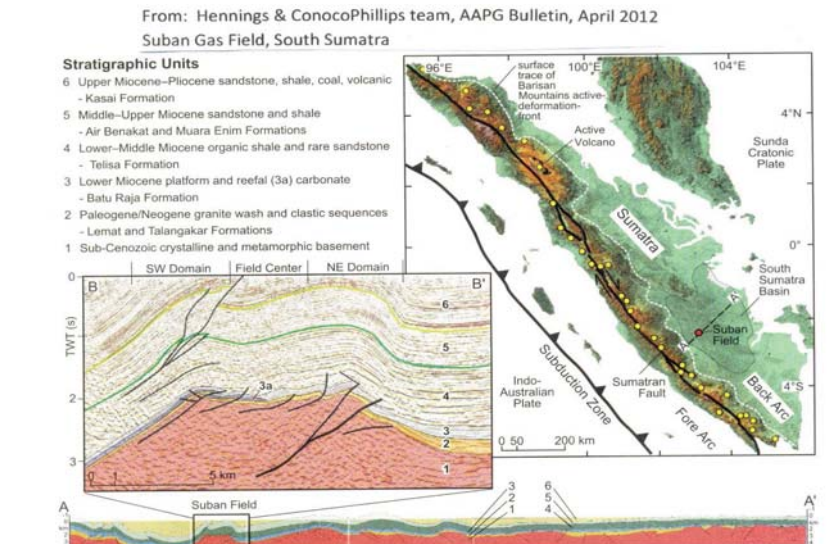 From: Hennings & ConocoPhillips team, AAPG Bulletin, April 2012
Suban Gas Field, South Sumatra
Stratigraphic Units
6 Upper Miocene–Pliocene sandstone, shale, coal, volcanic
- Kasai Formation
5 Middle–Upper Miocene sandstone and shale
- Air Benakat and Muara Enim Formations
4 Lower–Middle Miocene organic shale and rare sandstone
- Telisa Formation
3 Lower Miocene platform and reefal (3a) carbonate
- Batu Raja Formation
2 Paleogene/Neogene granite wash and clastic sequences
- Lemat and Talangakar Formations
1 Sub-Cenozoic crystalline and metamorphic basement
96°E
100°E
104°E
surface
trace of
Barisan
Mountains active-
deformation-
front
Active
Volcano
4°N
Sunda
Cratonic
Plate
Sumatra
0°
South
Sumatra
Basin
A'
Suban
Field
A
4°S
Back Arc
Sumatran
Fault
Fore Arc
Subduction Zone
Indo-
Australian
Plate
0 50 200 km
SW Domain
Field Center
NE Domain
B
B'
0
TWT (s)
2
3
6
5
4
3a
3
2
1
0 1 5 km
Suban Field
A
A'
3 6
2 5
1 4